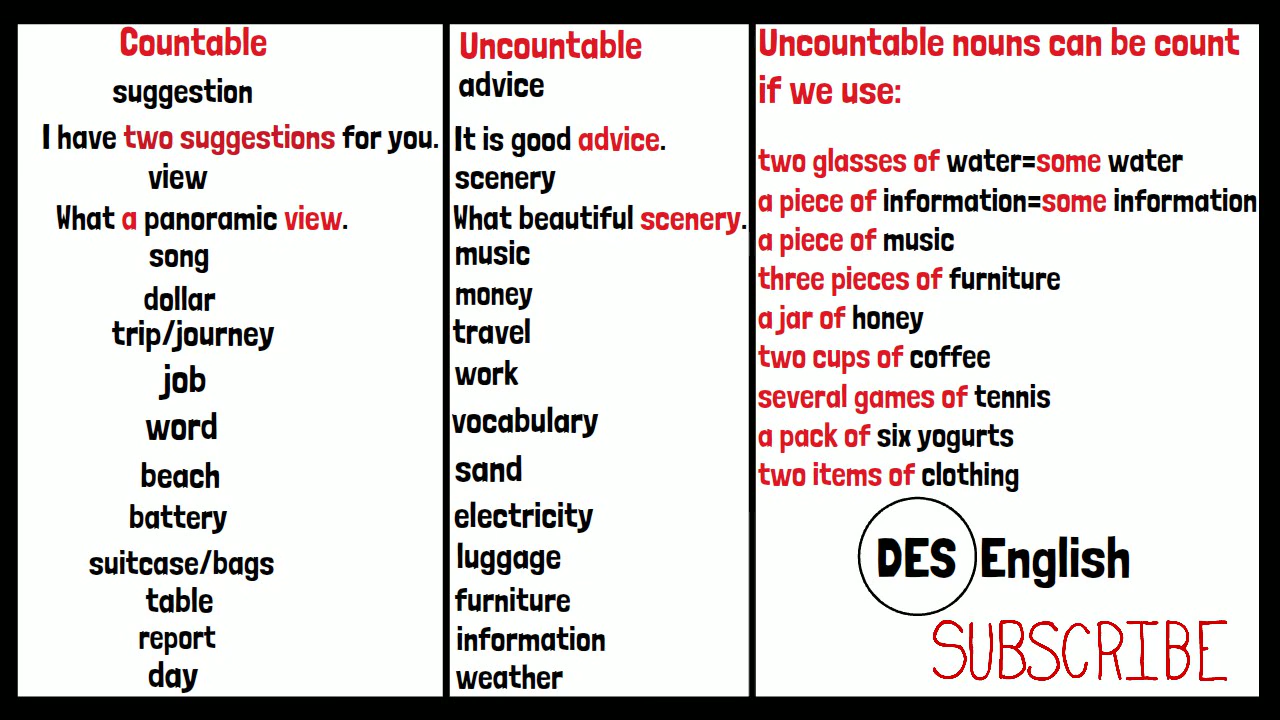 Countable
suggestion
I have two suggestions for you.
view
What a panoramic view.
song
dollar
trip/journey
job
word
beach
battery
suitcase/bags
table
report
day
Uncountable
advice
It is good advice.
scenery
What beautiful scenery.
music
money
travel
work
vocabulary
sand
electricity
luggage
furniture
information
weather
Uncountable nouns can be count
if we use:
two glasses of water=some water
a piece of information=some information
a piece of music
three pieces of furniture
a jar of honey
two cups of coffee
several games of tennis
a pack of six yogurts
two items of clothing
DES English
SUBSCRIBE